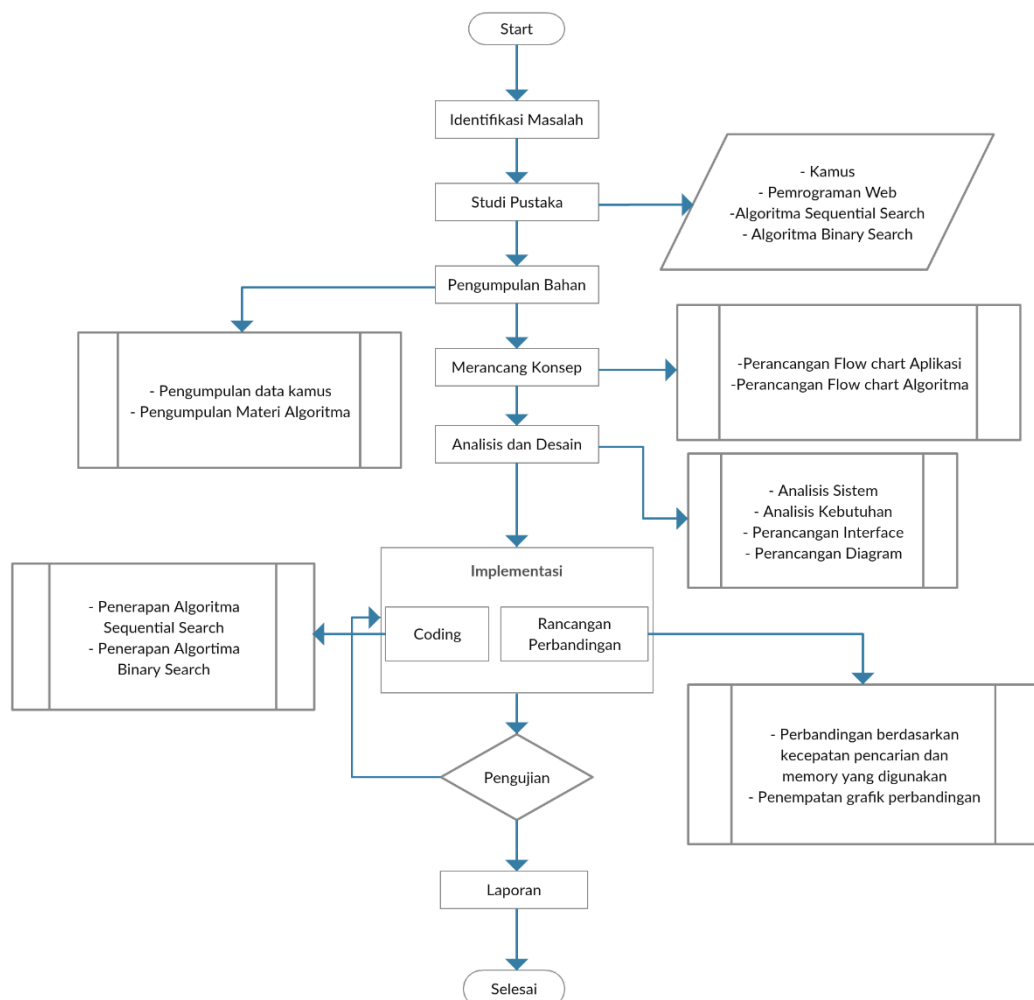 Start
Identifikasi Masalah
Studi Pustaka
- Kamus
- Pemrograman Web
-Algoritma Sequential Search
- Algoritma Binary Search
Pengumpulan Bahan
- Pengumpulan data kamus
- Pengumpulan Materi Algoritma
Merancang Konsep
-Perancangan Flow chart Aplikasi
-Perancangan Flow chart Algoritma
Analisis dan Desain
- Analisis Sistem
- Analisis Kebutuhan
- Perancangan Interface
- Perancangan Diagram
Implementasi
Coding
Rancangan
Perbandingan
- Penerapan Algoritma
Sequential Search
- Penerapan Algortima
Binary Search
- Perbandingan berdasarkan
kecepatan pencarian dan
memory yang digunakan
- Penempatan grafik perbandingan
Pengujian
Laporan
Selesai